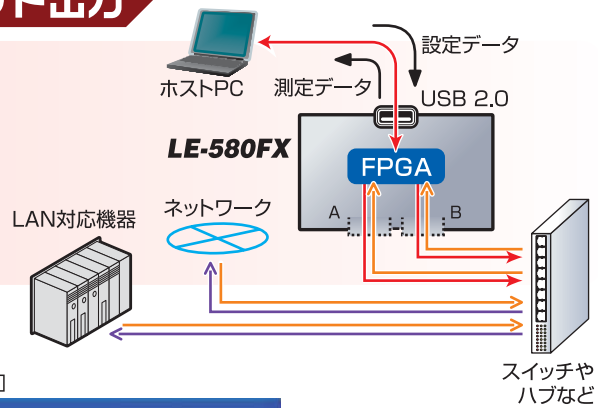 ット出力
設定データ
ホストPC
測定データ
USB 2.0
LE-580FX
FPGA
A
B
LAN対応機器
ネットワーク
スイッチや
ハブなど